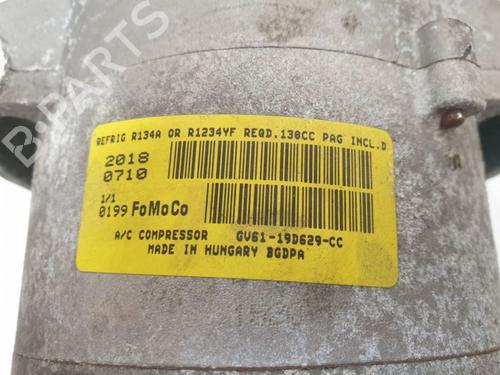 REFRIG R134A OR R1234YF REQD.130CC PAG INCL.D
2018
0710
1/1
0199 FoMoCo
A/C COMPRESSOR GV61-19D629-CC
MADE IN HUNGARY BGDPA